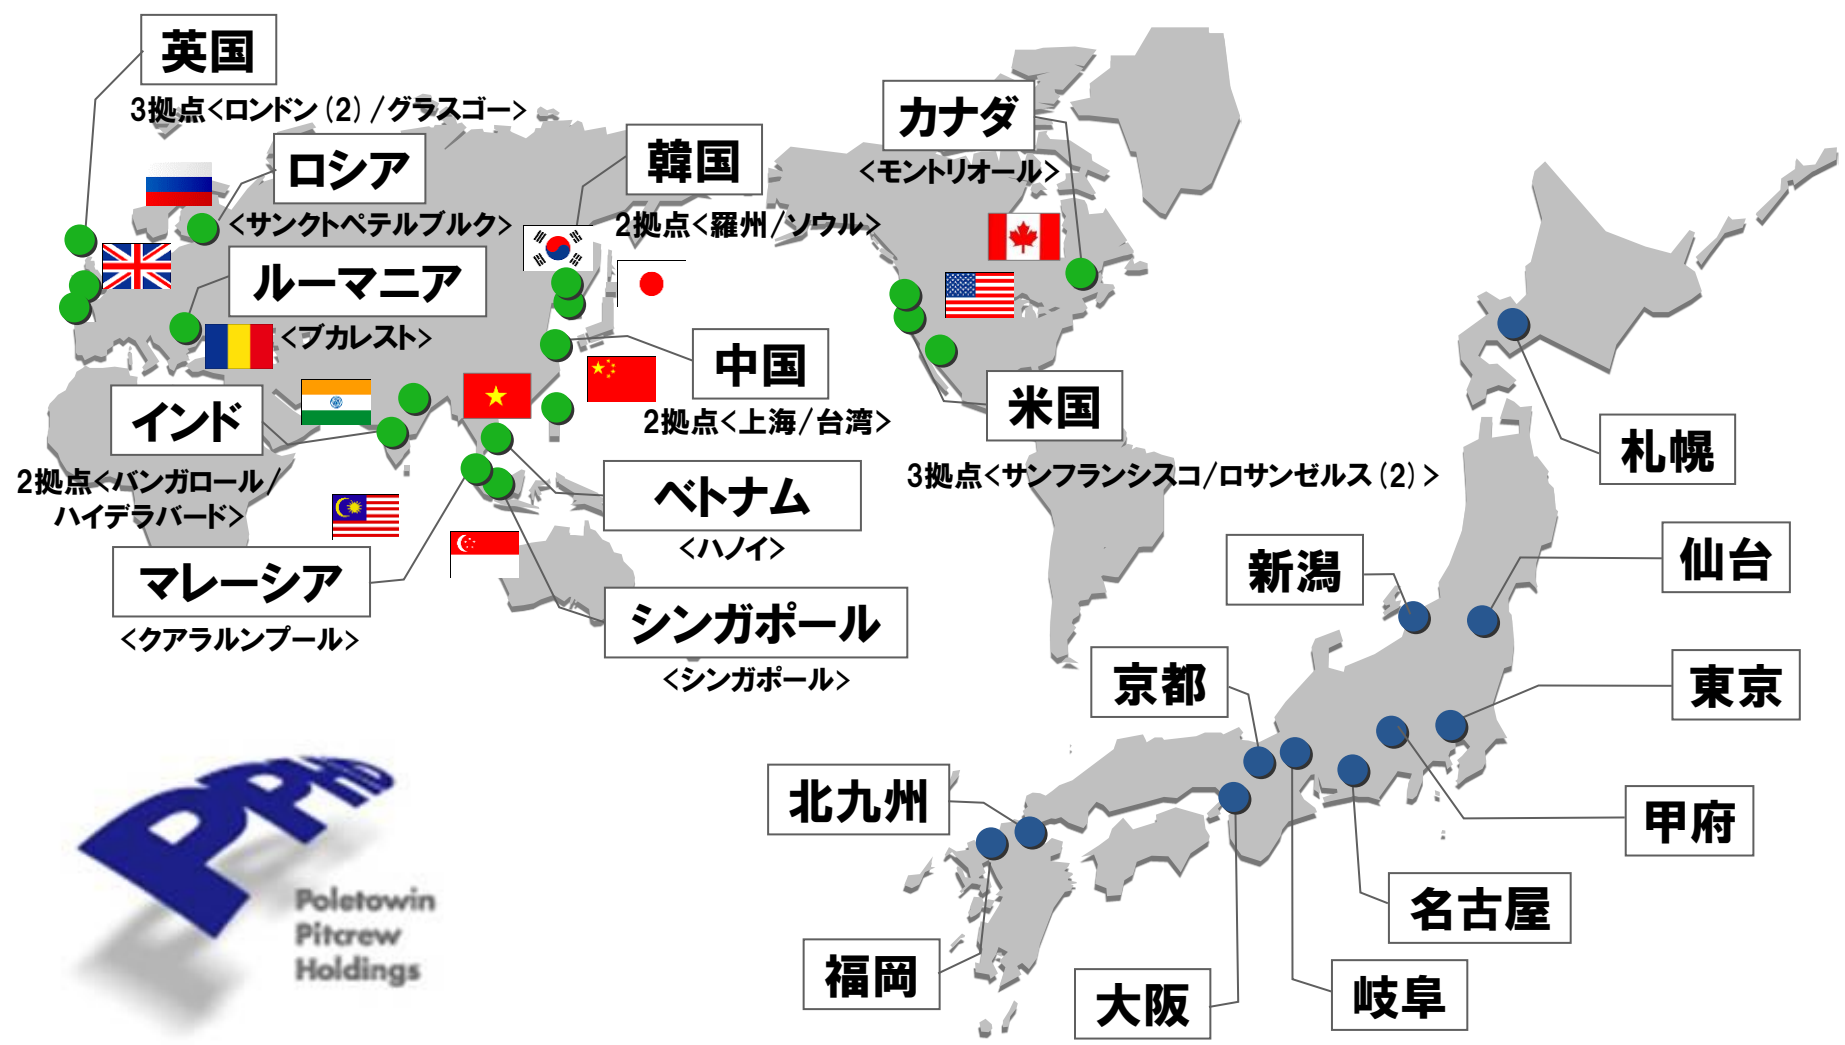 英国
3拠点<ロンドン(2)/グラスゴー>
ロシア
<サンクトペテルブルク>
韓国
2拠点<羅州/ソウル>
カナダ
<モントリオール>
ルーマニア
<ブカレスト>
中国
2拠点<上海/台湾>
米国
3拠点<サンフランシスコ/ロサンゼルス(2)>
インド
2拠点<バンガロール/
ハイデラバード>
ベトナム
<ハノイ>
マレーシア
<クアラルンプール>
シンガポール
<シンガポール>
札幌
仙台
新潟
東京
京都
甲府
北九州
名古屋
福岡
大阪
岐阜
PPHD
Poletowin
Pitcrew
Holdings